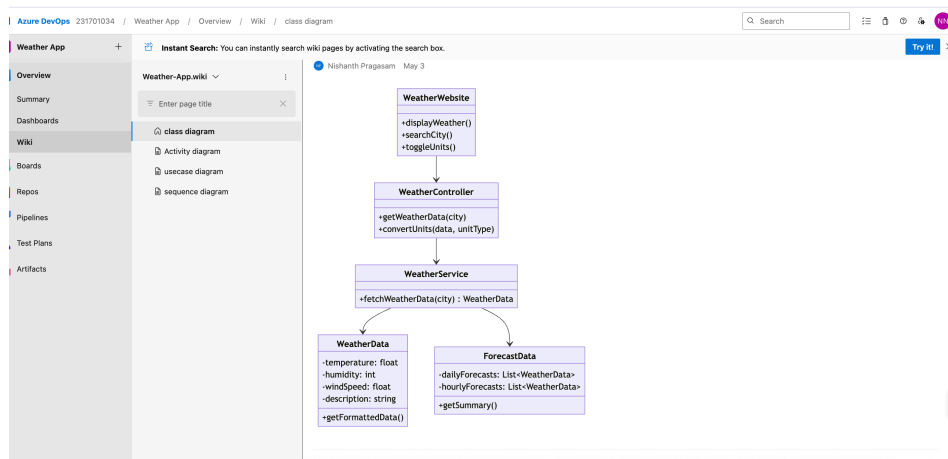 Azure DevOps 231701034 / Weather App / Overview / Wiki / class diagram
Search
NN
Weather App +
Instant Search: You can instantly search wiki pages by activating the search box.
Try it!
Overview
Summary
Dashboards
Wiki
Boards
Repos
Pipelines
Test Plans
Artifacts
Weather-App.wiki
Enter page title
class diagram
Activity diagram
usecase diagram
sequence diagram
Nishanth Pragasam May 3
WeatherWebsite
+displayWeather()
+searchCity()
+toggleUnits()
WeatherController
+getWeatherData(city)
+convertUnits(data, unitType)
WeatherService
+fetchWeatherData(city) : WeatherData
WeatherData
-temperature: float
-humidity: int
-windSpeed: float
-description: string
+getFormattedData()
ForecastData
-dailyForecasts: List<WeatherData>
-hourlyForecasts: List<WeatherData>
+getSummary()